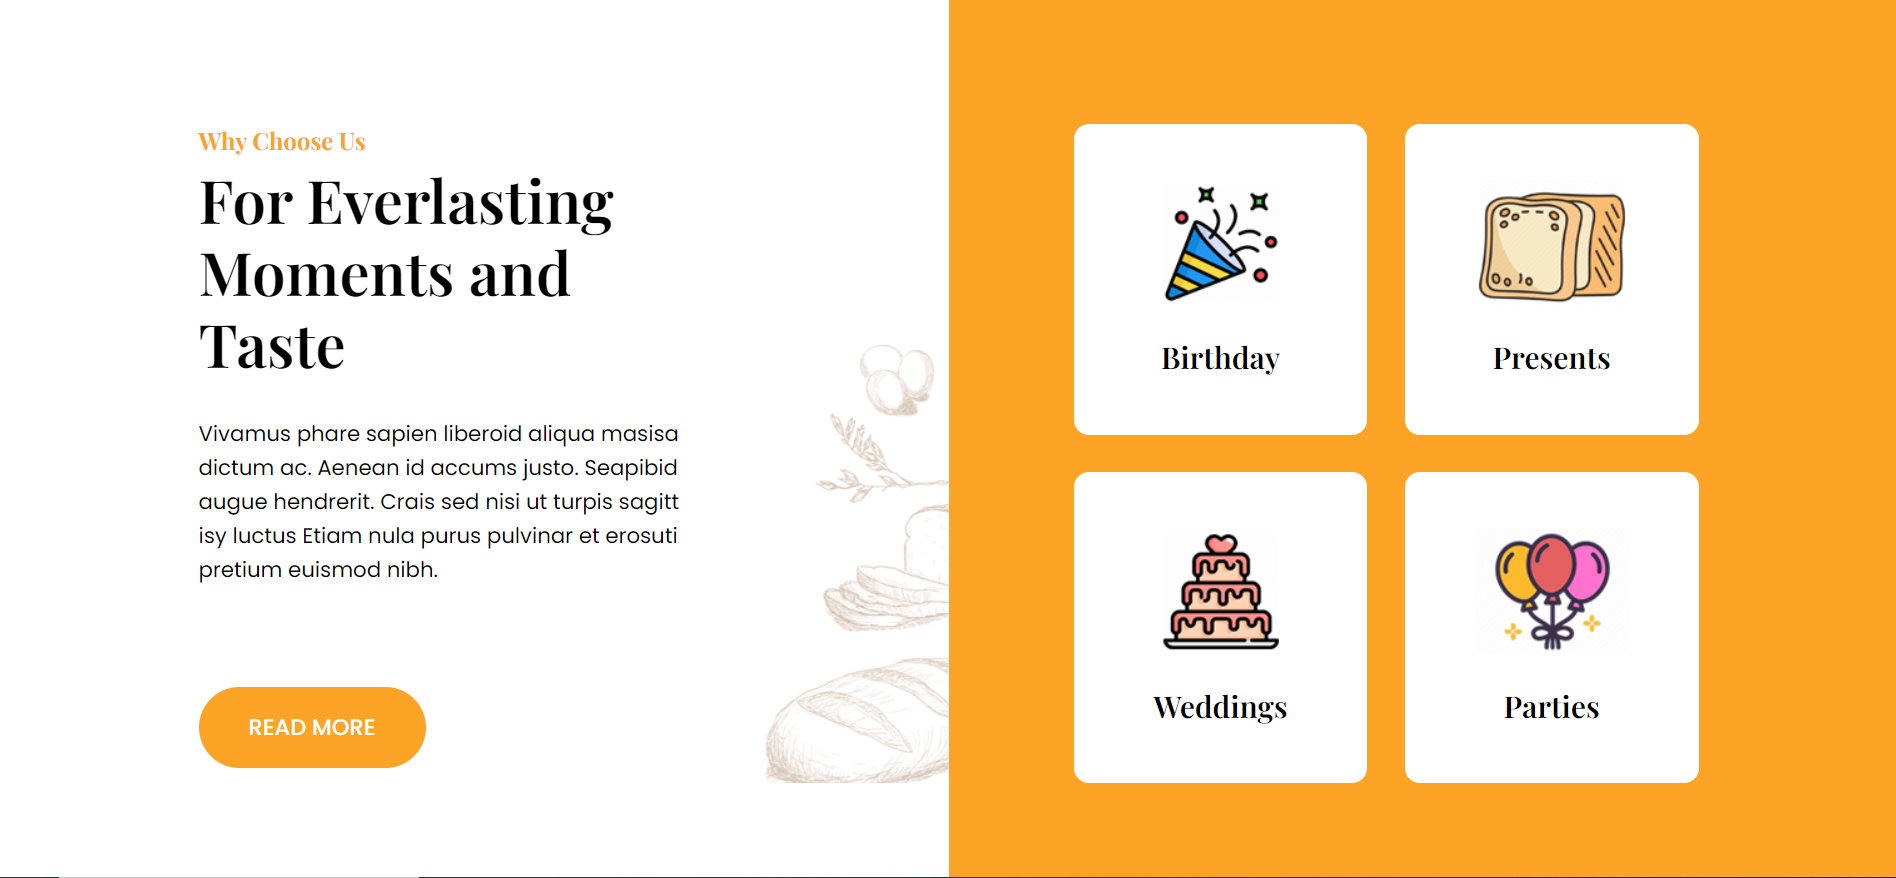 Why Choose Us
For Everlasting
Moments and
Taste
Vivamus phare sapien liberoid aliqua masisa
dictum ac. Aenean id accums justo. Seapibid
augue hendrerit. Crais sed nisi ut turpis sagitt
isy luctus Etiam nula purus pulvinar et erosuti
pretium euismod nibh.
READ MORE
Birthday
Presents
Weddings
Parties